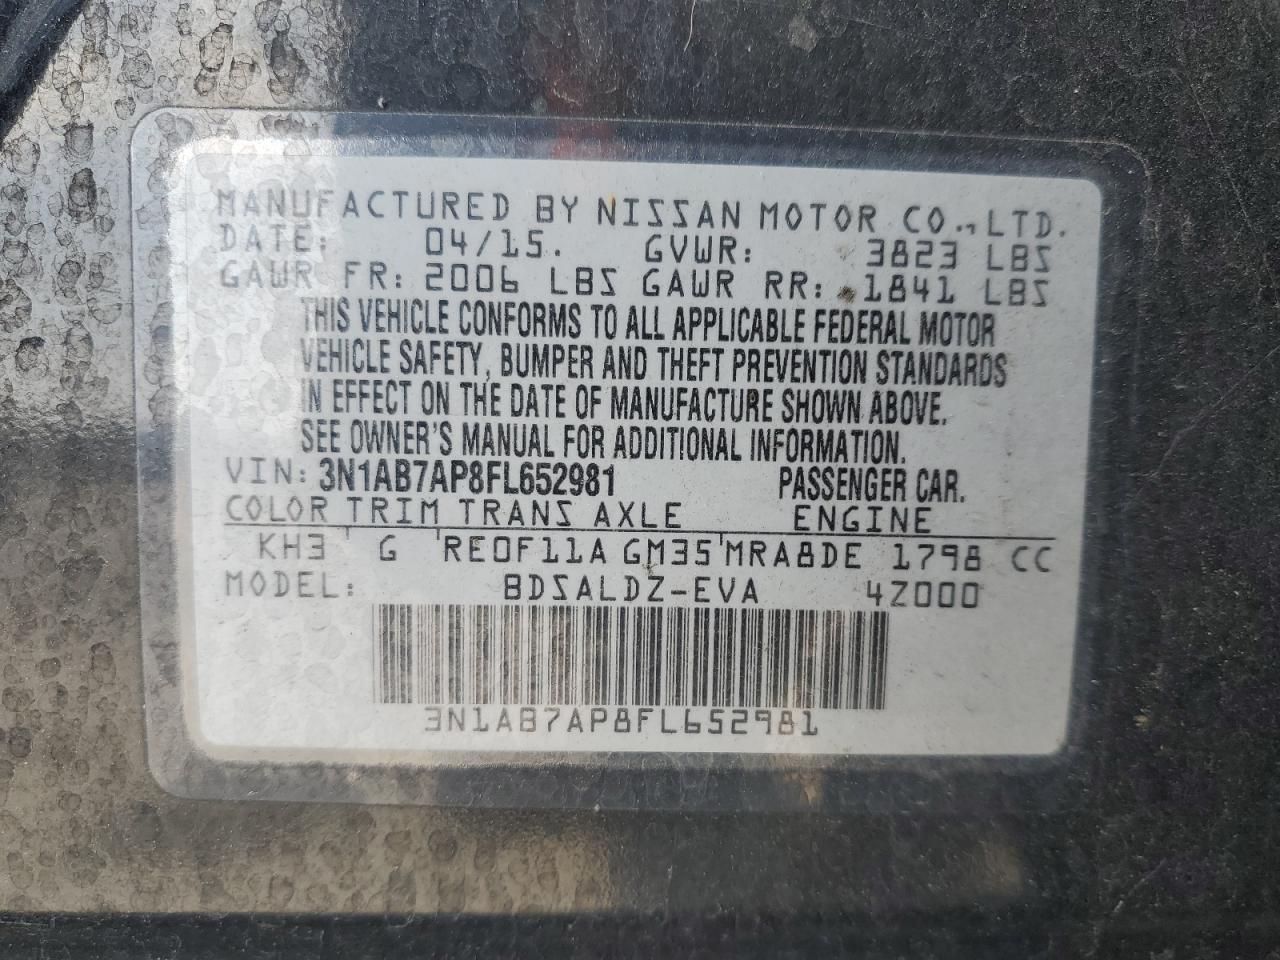 MANUFACTURED BY NISSAN MOTOR CO., LTD.
DATE: 04/15. GVWR: 3823 LBS
GAWR FR: 2006 LBS GAWR RR: 1841 LBS
THIS VEHICLE CONFORMS TO ALL APPLICABLE FEDERAL MOTOR
VEHICLE SAFETY, BUMPER AND THEFT PREVENTION STANDARDS
IN EFFECT ON THE DATE OF MANUFACTURE SHOWN ABOVE.
SEE OWNER'S MANUAL FOR ADDITIONAL INFORMATION.
VIN: 3N1AB7AP8FL652981 PASSENGER CAR.
COLOR TRIM TRANS AXLE ENGINE
KH3 ' G ' RE0F11A GM35 ' MRA8DE 1798 CC
MODEL: BDSALDZ-EVA 4Z000
3N1AB7AP8FL652981